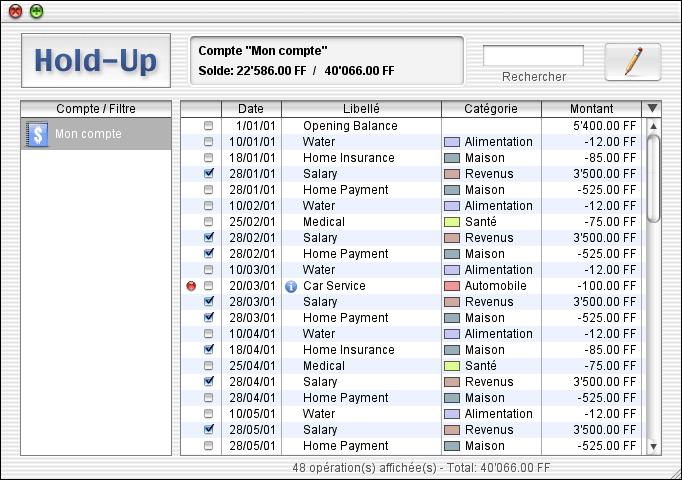 Hold-Up
Compte "Mon compte"
Solde: 22'586.00 FF / 40'066.00 FF
Rechercher
Compte / Filtre
Mon compte
Date Libellé Catégorie Montant
1/01/01 Opening Balance 5'400.00 FF
10/01/01 Water Alimentation -12.00 FF
18/01/01 Home Insurance Maison -85.00 FF
28/01/01 Salary Revenus 3'500.00 FF
28/01/01 Home Payment Maison -525.00 FF
10/02/01 Water Alimentation -12.00 FF
25/02/01 Medical Santé -75.00 FF
28/02/01 Salary Revenus 3'500.00 FF
28/02/01 Home Payment Maison -525.00 FF
10/03/01 Water Alimentation -12.00 FF
20/03/01 Car Service Automobile -100.00 FF
28/03/01 Salary Revenus 3'500.00 FF
28/03/01 Home Payment Maison -525.00 FF
10/04/01 Water Alimentation -12.00 FF
18/04/01 Home Insurance Maison -85.00 FF
25/04/01 Medical Santé -75.00 FF
28/04/01 Salary Revenus 3'500.00 FF
28/04/01 Home Payment Maison -525.00 FF
10/05/01 Water Alimentation -12.00 FF
28/05/01 Salary Revenus 3'500.00 FF
28/05/01 Home Payment Maison -525.00 FF
48 opération(s) affichée(s) - Total: 40'066.00 FF